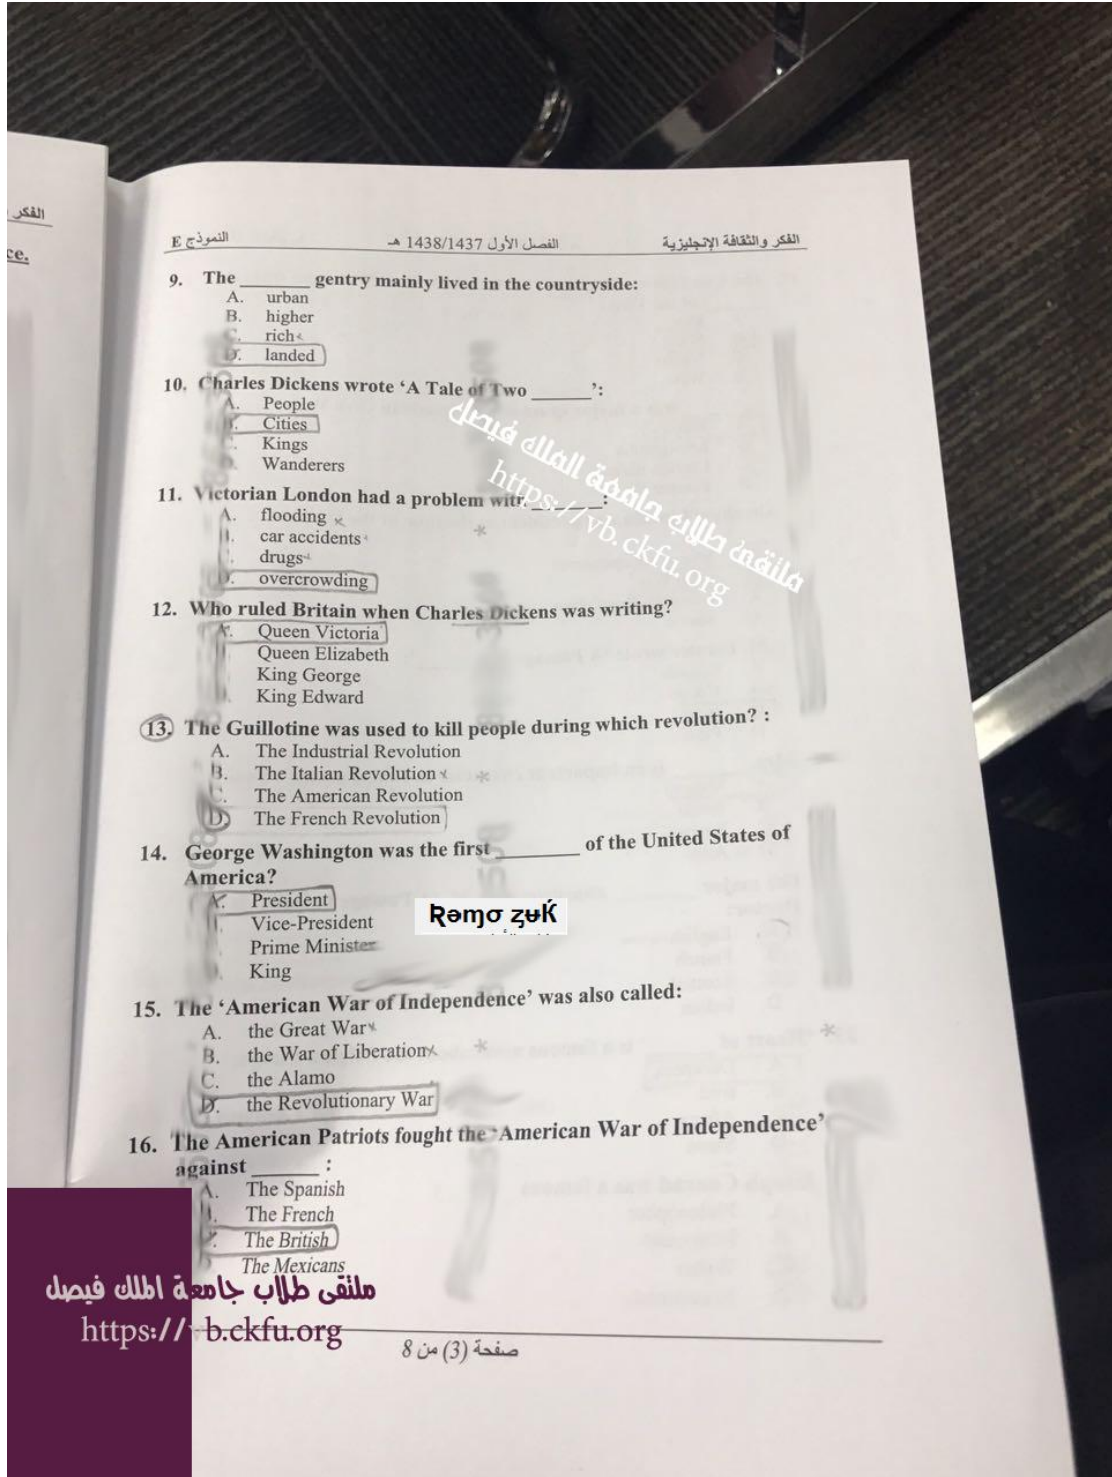 الفكر
ce.
الفكر والثقافة الإنجليزية
الفصل الأول 1438/1437 هـ
النموذج E
9. The ______ gentry mainly lived in the countryside:
A. urban
B. higher
C. rich
D. landed
10. Charles Dickens wrote ‘A Tale of Two ______’:
A. People
B. Cities
C. Kings
D. Wanderers
11. Victorian London had a problem with ______:
A. flooding
B. car accidents
C. drugs
D. overcrowding
12. Who ruled Britain when Charles Dickens was writing?
A. Queen Victoria
Queen Elizabeth
King George
King Edward
13. The Guillotine was used to kill people during which revolution? :
A. The Industrial Revolution
B. The Italian Revolution
C. The American Revolution
D. The French Revolution
14. George Washington was the first ______ of the United States of
America?
A. President
Vice-President
Prime Minister
King
15. The ‘American War of Independence’ was also called:
A. the Great War
B. the War of Liberation
C. the Alamo
D. the Revolutionary War
16. The American Patriots fought the ‘American War of Independence’
against ______ :
A. The Spanish
The French
The British
The Mexicans
صفحة (3) من 8
ملتقى طلاب جامعة الملك فيصل
https://vb.ckfu.org
Ʀəɱσ ȥʉḰ
ملتقى طلاب جامعة الملك فيصل
https://vb.ckfu.org